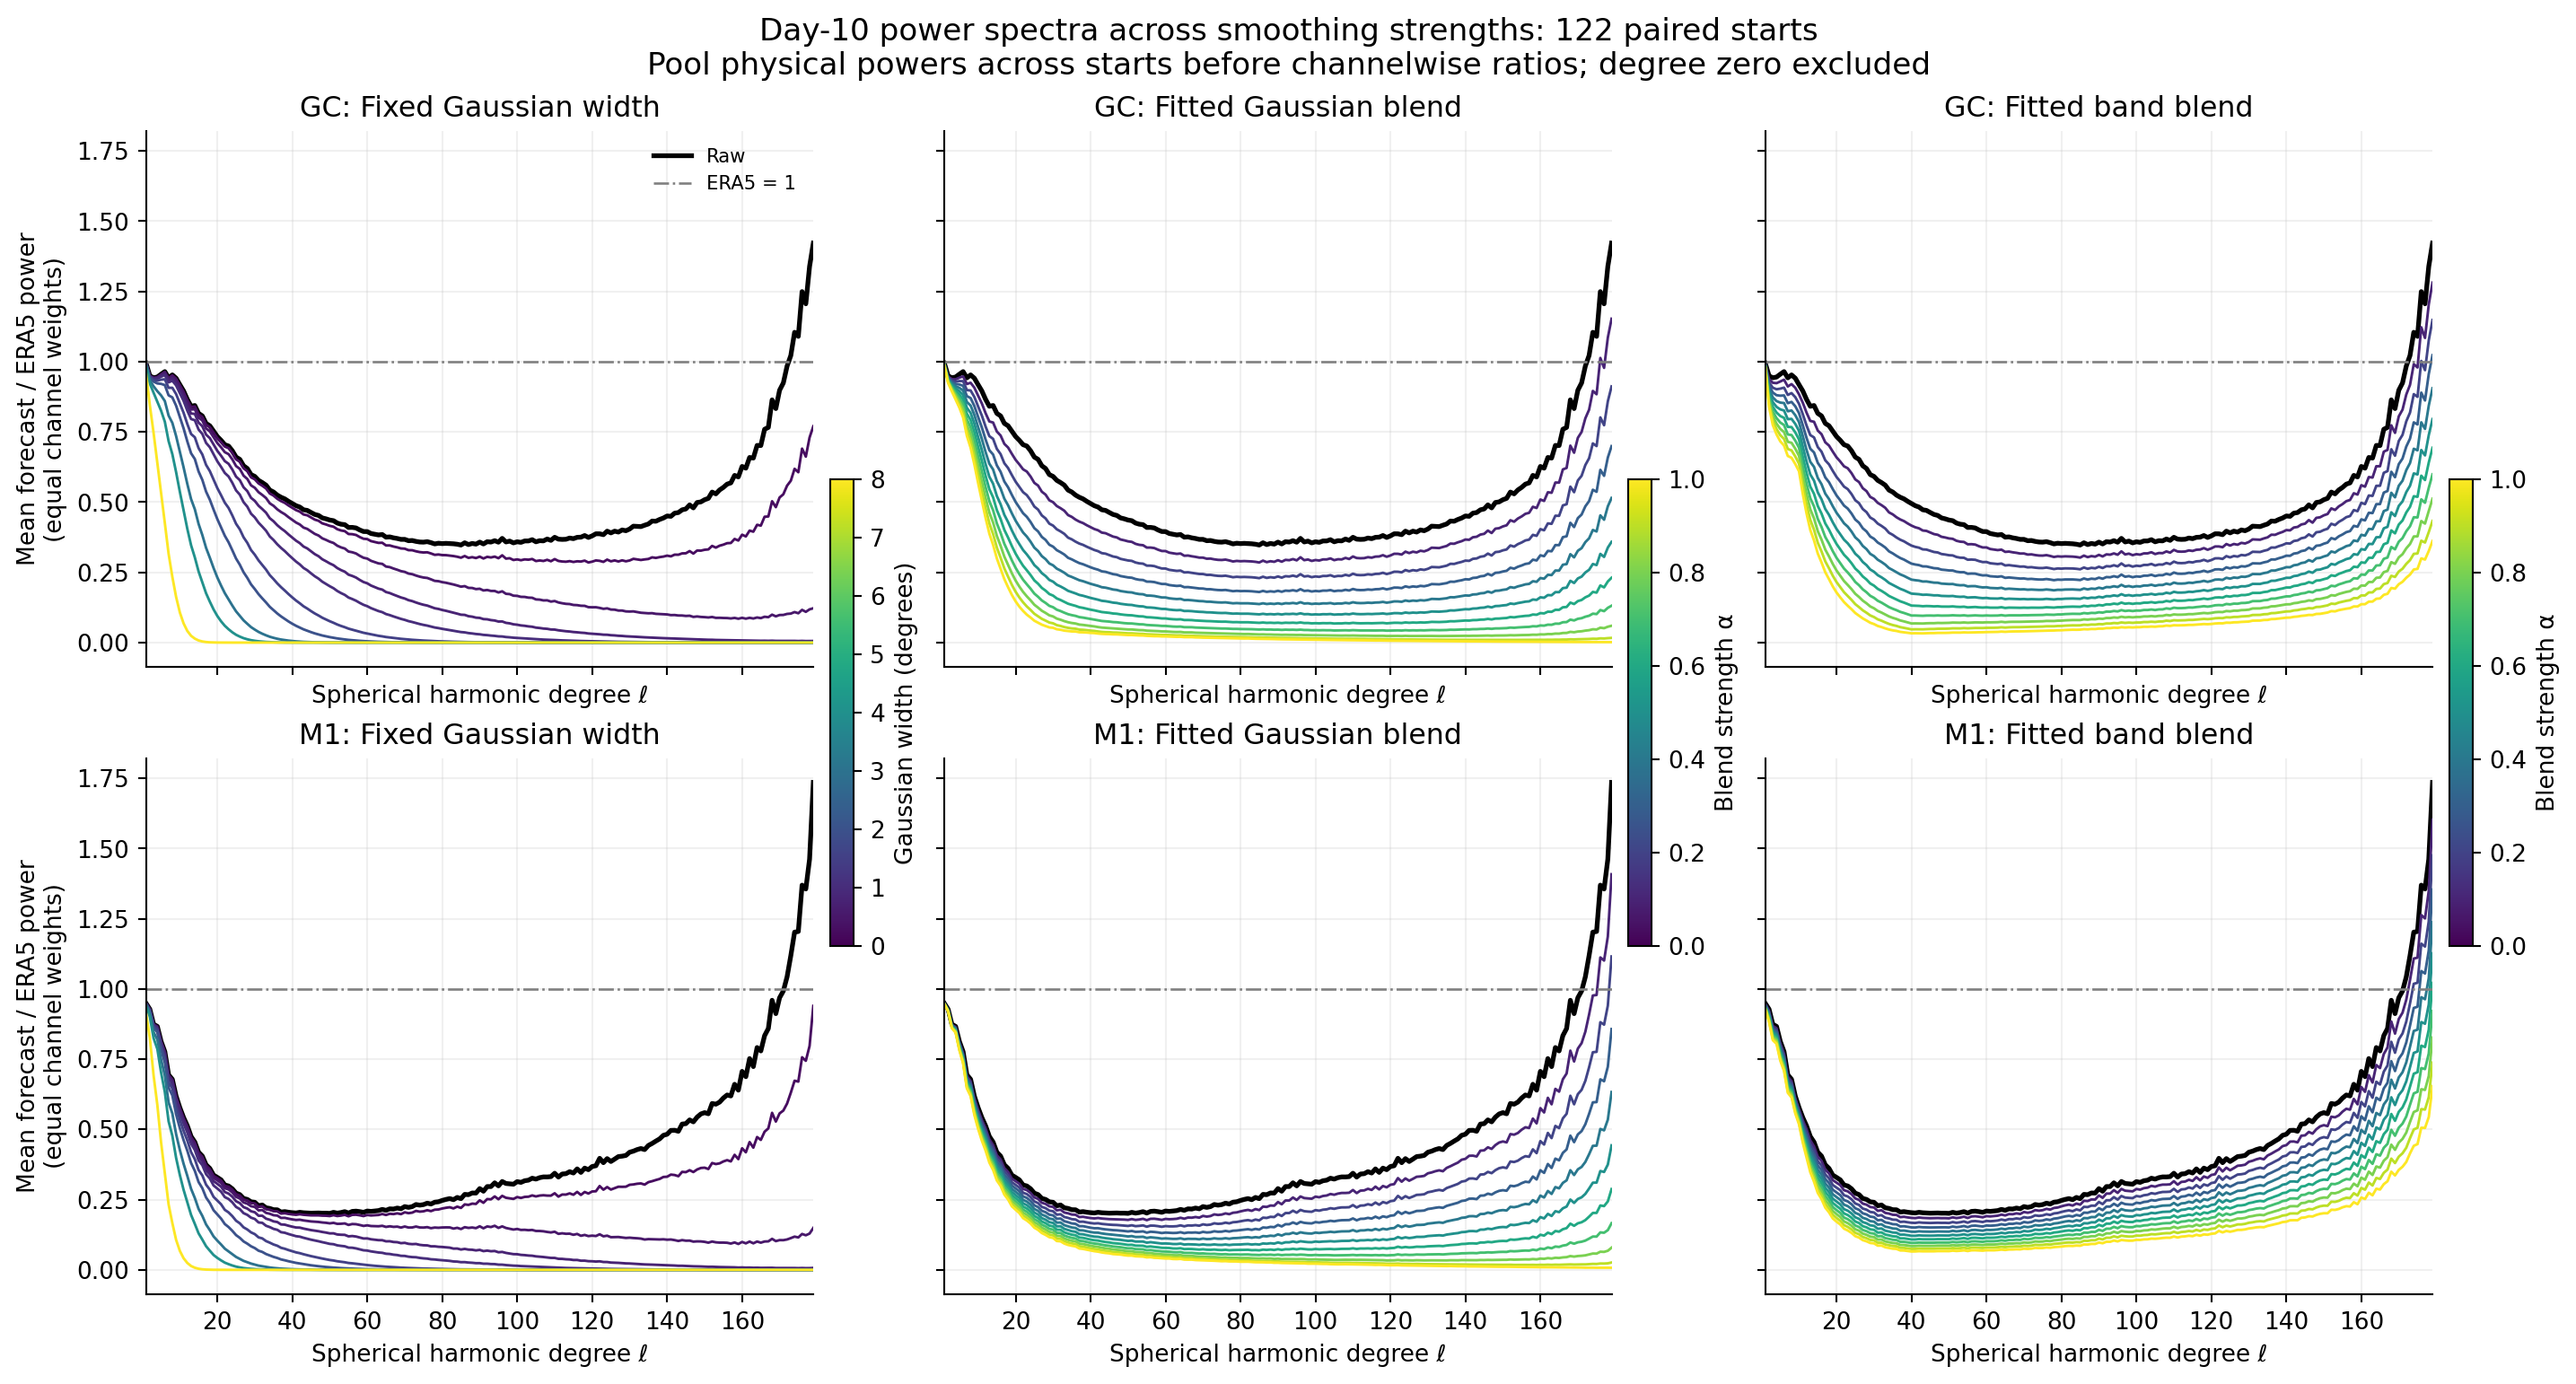 Day-10 power spectra across smoothing strengths: 122 paired starts
Pool physical powers across starts before channelwise ratios; degree zero excluded
GC: Fixed Gaussian width
Mean forecast / ERA5 power
(equal channel weights)
1.75
1.50
1.25
1.00
0.75
0.50
0.25
0.00
Raw
ERA5 = 1
Spherical harmonic degree ℓ
GC: Fitted Gaussian blend
Spherical harmonic degree ℓ
GC: Fitted band blend
Spherical harmonic degree ℓ
M1: Fixed Gaussian width
Mean forecast / ERA5 power
(equal channel weights)
1.75
1.50
1.25
1.00
0.75
0.50
0.25
0.00
20 40 60 80 100 120 140 160
Spherical harmonic degree ℓ
8
7
6
5
4
3
2
1
0
Gaussian width (degrees)
M1: Fitted Gaussian blend
20 40 60 80 100 120 140 160
Spherical harmonic degree ℓ
1.0
0.8
0.6
0.4
0.2
0.0
Blend strength α
M1: Fitted band blend
20 40 60 80 100 120 140 160
Spherical harmonic degree ℓ
1.0
0.8
0.6
0.4
0.2
0.0
Blend strength α